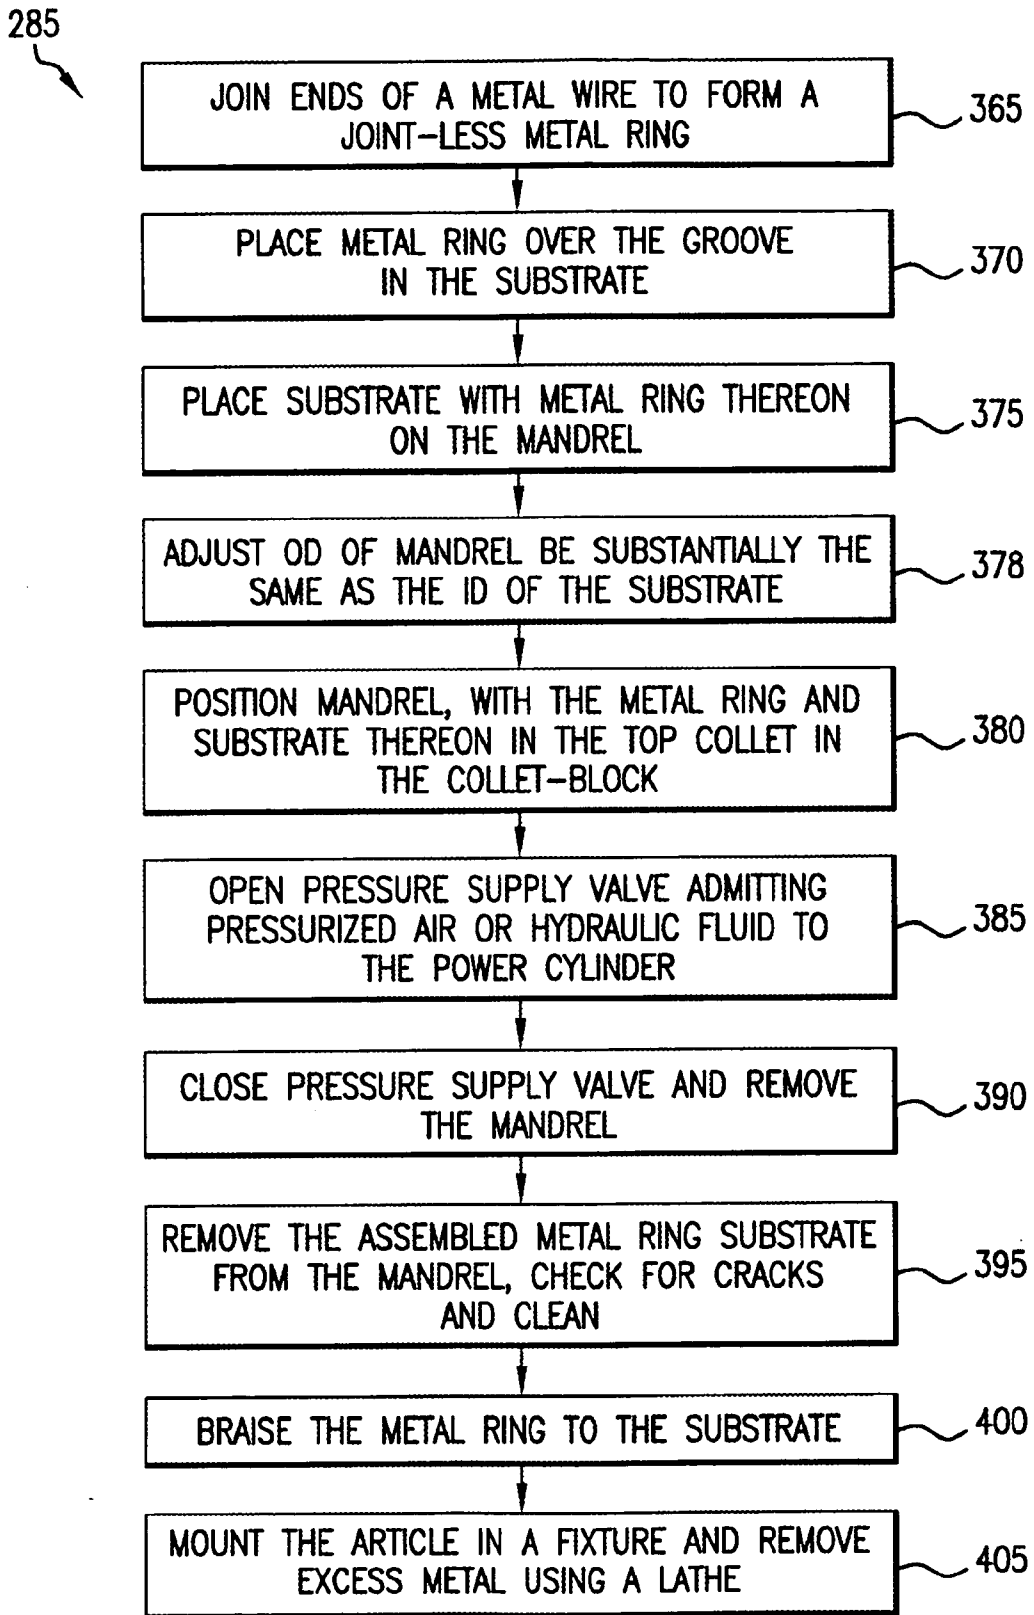 285
JOIN ENDS OF A METAL WIRE TO FORM A
JOINT-LESS METAL RING
365
PLACE METAL RING OVER THE GROOVE
IN THE SUBSTRATE
370
PLACE SUBSTRATE WITH METAL RING THEREON
ON THE MANDREL
375
ADJUST OD OF MANDREL BE SUBSTANTIALLY THE
SAME AS THE ID OF THE SUBSTRATE
378
POSITION MANDREL, WITH THE METAL RING AND
SUBSTRATE THEREON IN THE TOP COLLET IN
THE COLLET-BLOCK
380
OPEN PRESSURE SUPPLY VALVE ADMITTING
PRESSURIZED AIR OR HYDRAULIC FLUID TO
THE POWER CYLINDER
385
CLOSE PRESSURE SUPPLY VALVE AND REMOVE
THE MANDREL
390
REMOVE THE ASSEMBLED METAL RING SUBSTRATE
FROM THE MANDREL, CHECK FOR CRACKS
AND CLEAN
395
BRAISE THE METAL RING TO THE SUBSTRATE
400
MOUNT THE ARTICLE IN A FIXTURE AND REMOVE
EXCESS METAL USING A LATHE
405